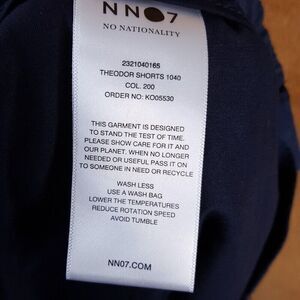 NN07
NO NATIONALITY
2321040165
THEODOR SHORTS 1040
COL. 200
ORDER NO: KO05530
THIS GARMENT IS DESIGNED
TO STAND THE TEST OF TIME.
PLEASE SHOW CARE FOR IT AND
OUR PLANET. WHEN NO LONGER
NEEDED OR USEFUL PASS IT ON
TO SOMEONE IN NEED OR RECYCLE
WASH LESS
USE A WASH BAG
LOWER THE TEMPERATURES
REDUCE ROTATION SPEED
AVOID TUMBLE
NN07.COM